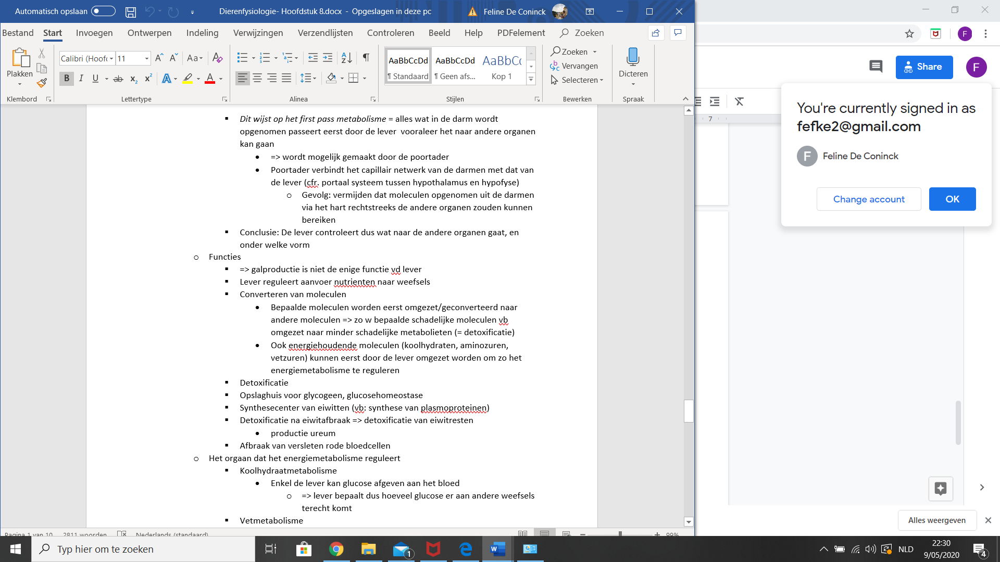 Automatisch opslaan
Dierenfysiologie- Hoofdstuk 8.docx - Opgeslagen in deze pc
Feline De Coninck
Bestand Start Invoegen Ontwerpen Indeling Verwijzingen Verzendlijsten Controleren Beeld Help PDFelement Zoeken
Plakken
Klembord
Calibri (Hoofd 11
Lettertype
Alinea
AaBbCcDd AaBbCcDd AaBbCc
¶ Standaard ¶ Geen afs... Kop 1
Stijlen
Zoeken
Vervangen
Selecteren
Bewerken
Dicteren
Spraak
▪ Dit wijst op het first pass metabolisme = alles wat in de darm wordt
opgenomen passeert eerst door de lever vooraleer het naar andere organen
kan gaan
• => wordt mogelijk gemaakt door de poortader
• Poortader verbindt het capillair netwerk van de darmen met dat van
de lever (cfr. portaal systeem tussen hypothalamus en hypofyse)
o Gevolg: vermijden dat moleculen opgenomen uit de darmen
via het hart rechtstreeks de andere organen zouden kunnen
bereiken
▪ Conclusie: De lever controleert dus wat naar de andere organen gaat, en
onder welke vorm
o Functies
▪ => galproductie is niet de enige functie vd lever
▪ Lever reguleert aanvoer nutrienten naar weefsels
▪ Converteren van moleculen
• Bepaalde moleculen worden eerst omgezet/geconverteerd naar
andere moleculen => zo w bepaalde schadelijke moleculen vb
omgezet naar minder schadelijke metabolieten (= detoxificatie)
• Ook energiehoudende moleculen (koolhydraten, aminozuren,
vetzuren) kunnen eerst door de lever omgezet worden om zo het
energiemetabolisme te reguleren
▪ Detoxificatie
▪ Opslaghuis voor glycogeen, glucosehomeostase
▪ Synthesecenter van eiwitten (vb: synthese van plasmoproteinen)
▪ Detoxificatie na eiwitafbraak => detoxificatie van eiwitresten
• productie ureum
▪ Afbraak van versleten rode bloedcellen
o Het orgaan dat het energiemetabolisme reguleert
▪ Koolhydraatmetabolisme
• Enkel de lever kan glucose afgeven aan het bloed
o => lever bepaalt dus hoeveel glucose er aan andere weefsels
terecht komt
▪ Vetmetabolisme
Pagina 1 van 10 2811 woorden Nederlands (standaard) 99%
F
Share F
7
You're currently signed in as
fefke2@gmail.com
F Feline De Coninck
Change account OK
Alles weergeven
Typ hier om te zoeken
1
NLD
22:30
9/05/2020
4